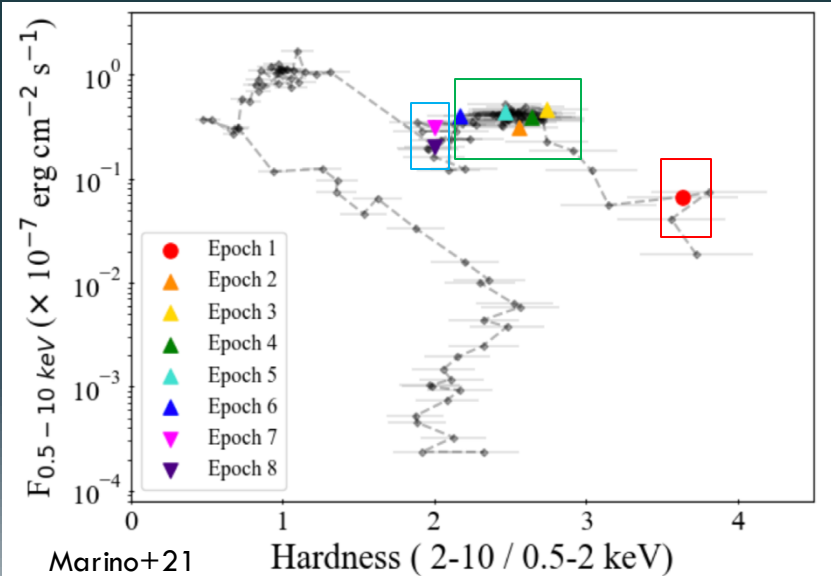 F0.5 – 10 keV (× 10−7 erg cm−2 s−1)
10^0
10^−1
10^−2
10^−3
10^−4
Epoch 1
Epoch 2
Epoch 3
Epoch 4
Epoch 5
Epoch 6
Epoch 7
Epoch 8
0 1 2 3 4
Marino+21
Hardness ( 2-10 / 0.5-2 keV)